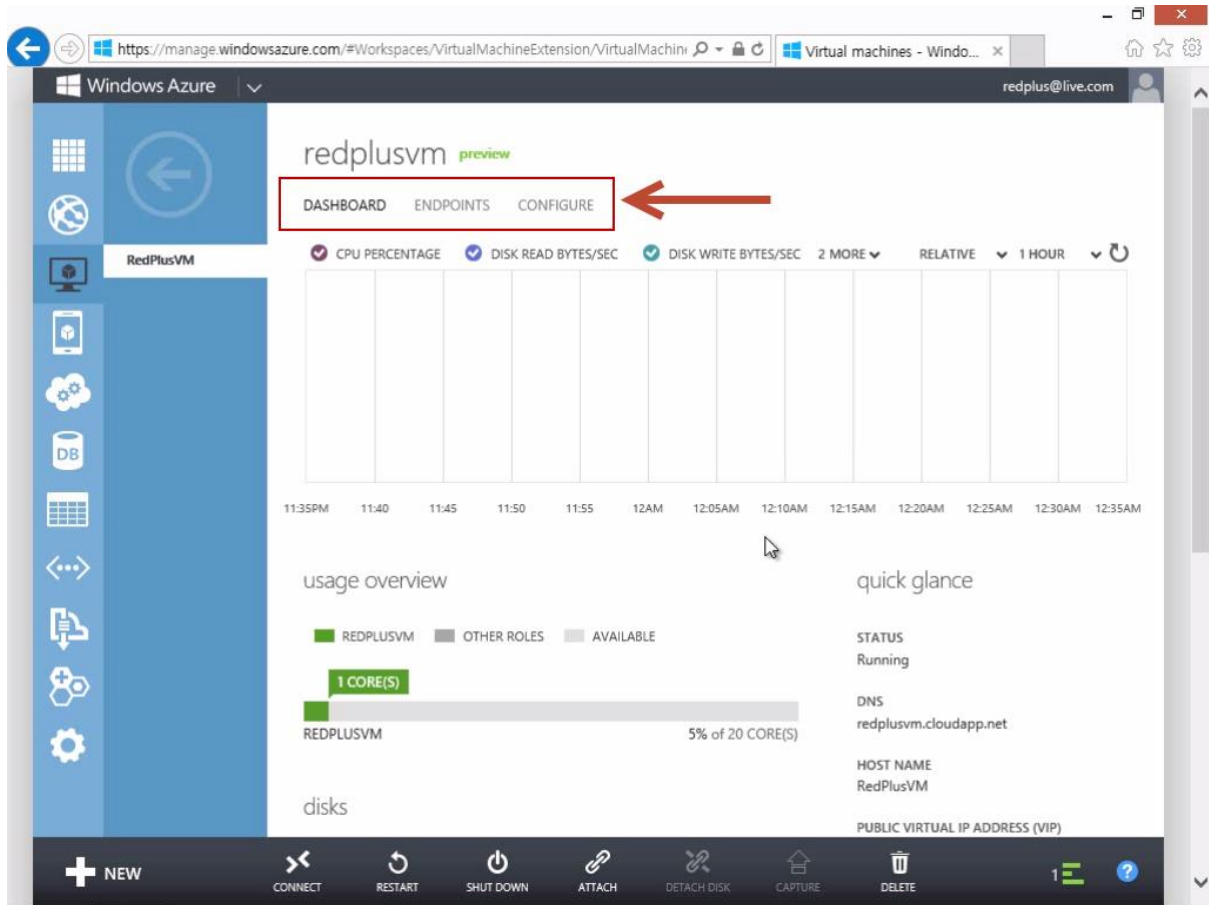 https://manage.windowsazure.com/#Workspaces/VirtualMachineExtension/VirtualMachin
Virtual machines - Windo...
Windows Azure
redplus@live.com
redplusvm preview
DASHBOARD ENDPOINTS CONFIGURE
RedPlusVM
CPU PERCENTAGE DISK READ BYTES/SEC DISK WRITE BYTES/SEC 2 MORE RELATIVE 1 HOUR
11:35PM 11:40 11:45 11:50 11:55 12AM 12:05AM 12:10AM 12:15AM 12:20AM 12:25AM 12:30AM 12:35AM
DB
usage overview
REDPLUSVM OTHER ROLES AVAILABLE
1 CORE(S)
REDPLUSVM 5% of 20 CORE(S)
disks
quick glance
STATUS
Running
DNS
redplusvm.cloudapp.net
HOST NAME
RedPlusVM
PUBLIC VIRTUAL IP ADDRESS (VIP)
NEW CONNECT RESTART SHUT DOWN ATTACH DETACH DISK CAPTURE DELETE 1 ?